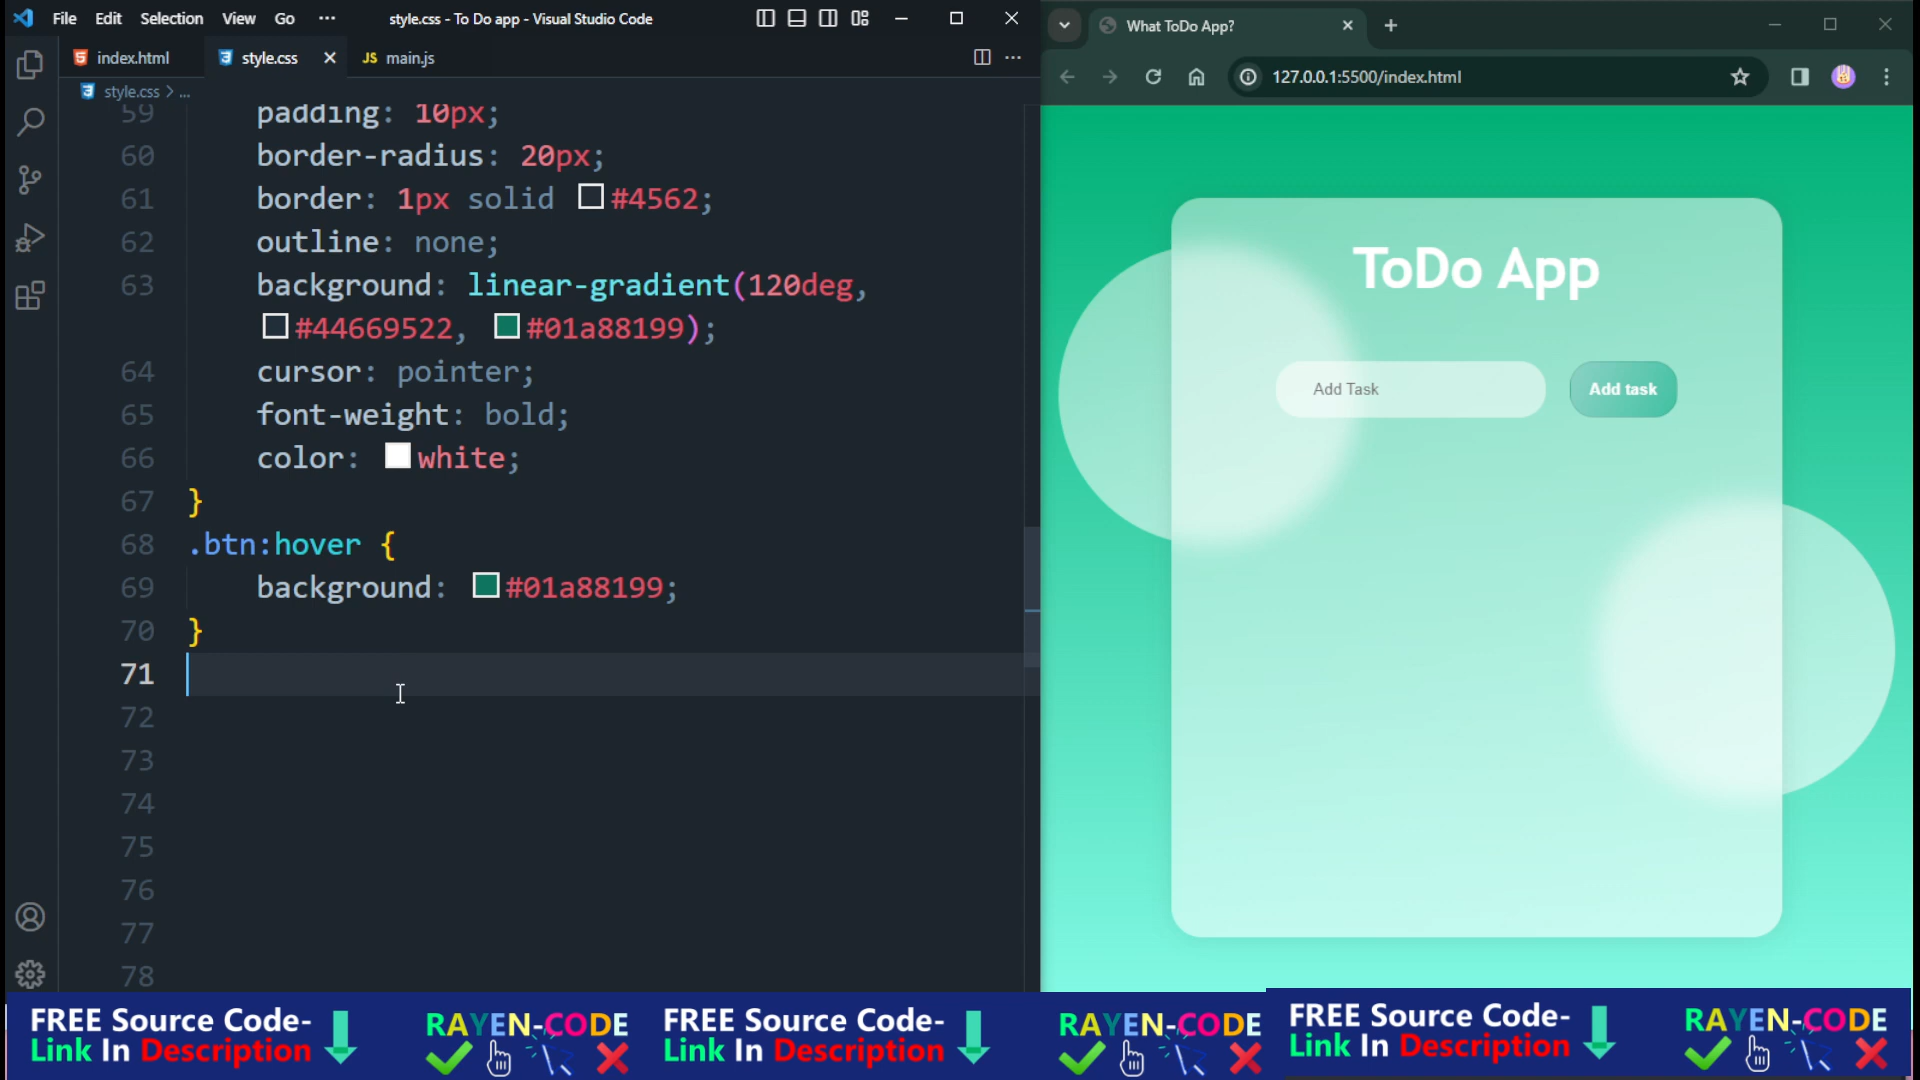 File Edit Selection View Go ···
style.css - To Do app - Visual Studio Code
index.html
style.css
JS main.js
style.css > ...
59 padding: 10px;
60 border-radius: 20px;
61 border: 1px solid #4562;
62 outline: none;
63 background: linear-gradient(120deg,
#44669522, #01a88199);
64 cursor: pointer;
65 font-weight: bold;
66 color: white;
67 }
68 .btn:hover {
69 background: #01a88199;
70 }
71
72
73
74
75
76
77
78
What ToDo App?
127.0.0.1:5500/index.html
ToDo App
Add Task
Add task
FREE Source Code-
Link In Description
RAYEN-CODE
FREE Source Code-
Link In Description
RAYEN-CODE
FREE Source Code-
Link In Description
RAYEN-CODE